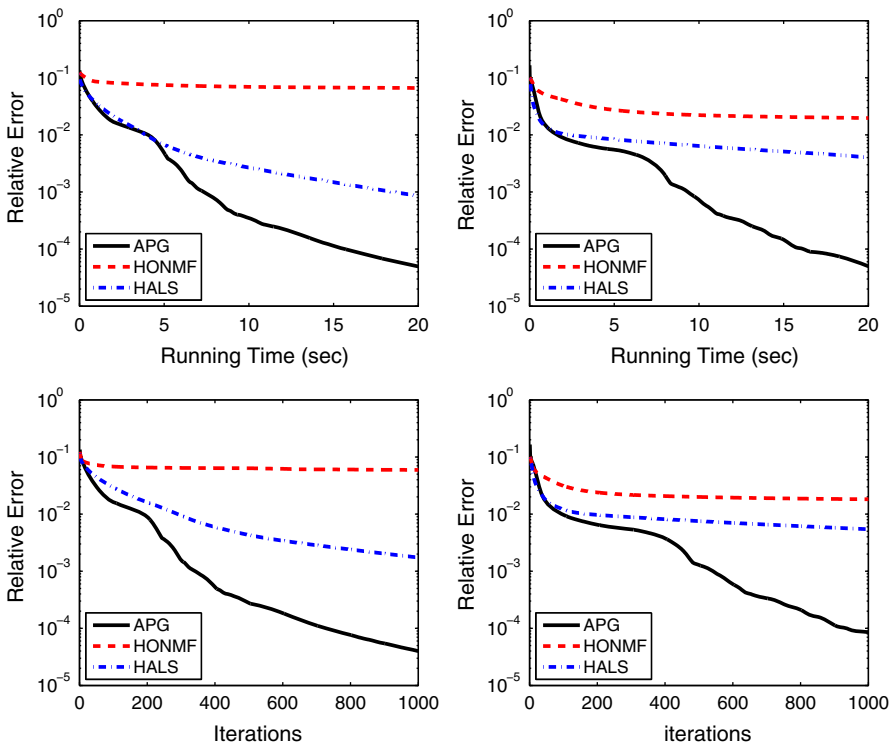 10^0
10^-1
10^-2
10^-3
10^-4
10^-5
Relative Error
APG
HONMF
HALS
0 5 10 15 20
Running Time (sec)
10^0
10^-1
10^-2
10^-3
10^-4
10^-5
Relative Error
APG
HONMF
HALS
0 5 10 15 20
Running Time (sec)
10^0
10^-1
10^-2
10^-3
10^-4
10^-5
Relative Error
APG
HONMF
HALS
0 200 400 600 800 1000
Iterations
10^0
10^-1
10^-2
10^-3
10^-4
10^-5
Relative Error
APG
HONMF
HALS
0 200 400 600 800 1000
iterations